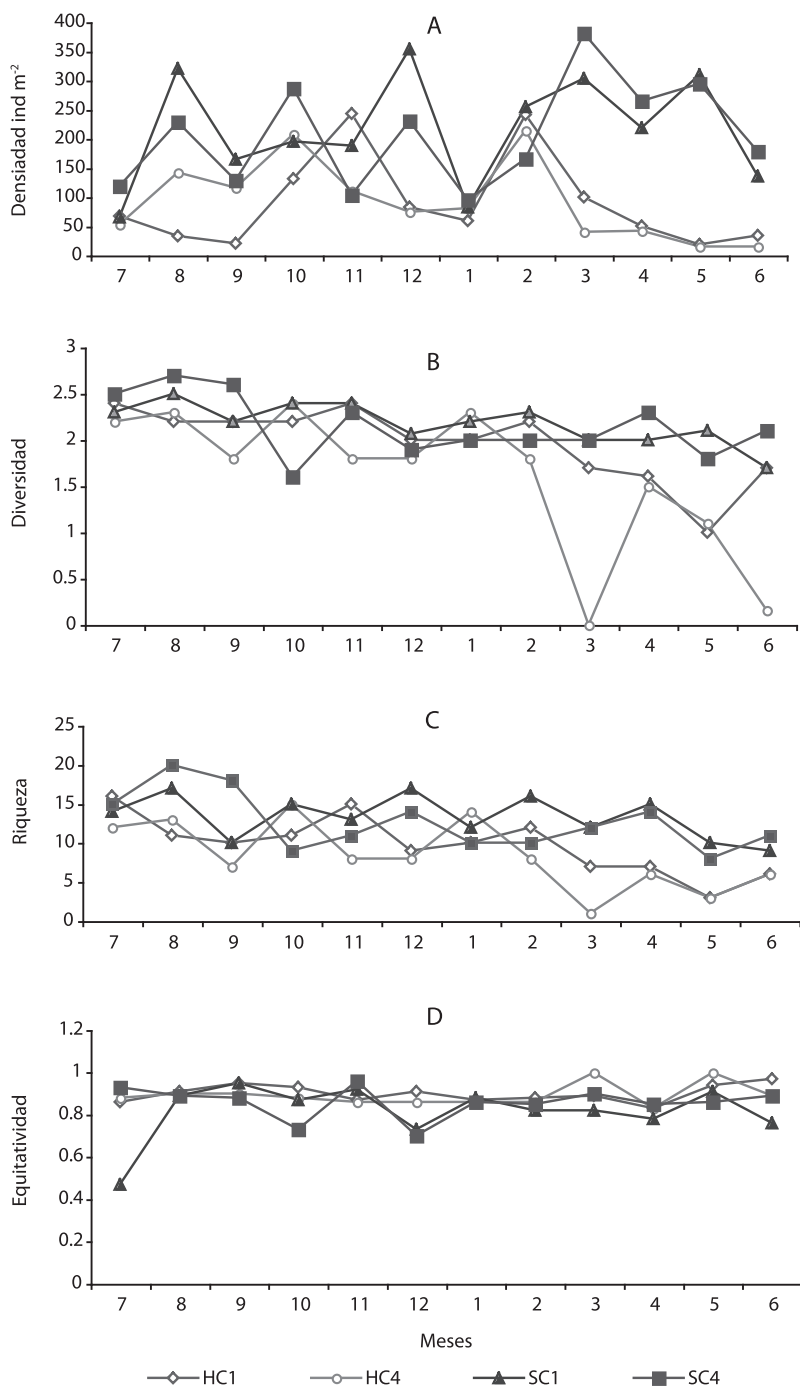 A
Densiadad ind m⁻²
400
350
300
250
200
150
100
50
0
7 8 9 10 11 12 1 2 3 4 5 6
B
Diversidad
3
2.5
2
1.5
1
0.5
0
7 8 9 10 11 12 1 2 3 4 5 6
C
Riqueza
25
20
15
10
5
0
7 8 9 10 11 12 1 2 3 4 5 6
D
Equitatividad
1.2
1
0.8
0.6
0.4
0.2
0
7 8 9 10 11 12 1 2 3 4 5 6
Meses
HC1 HC4 SC1 SC4